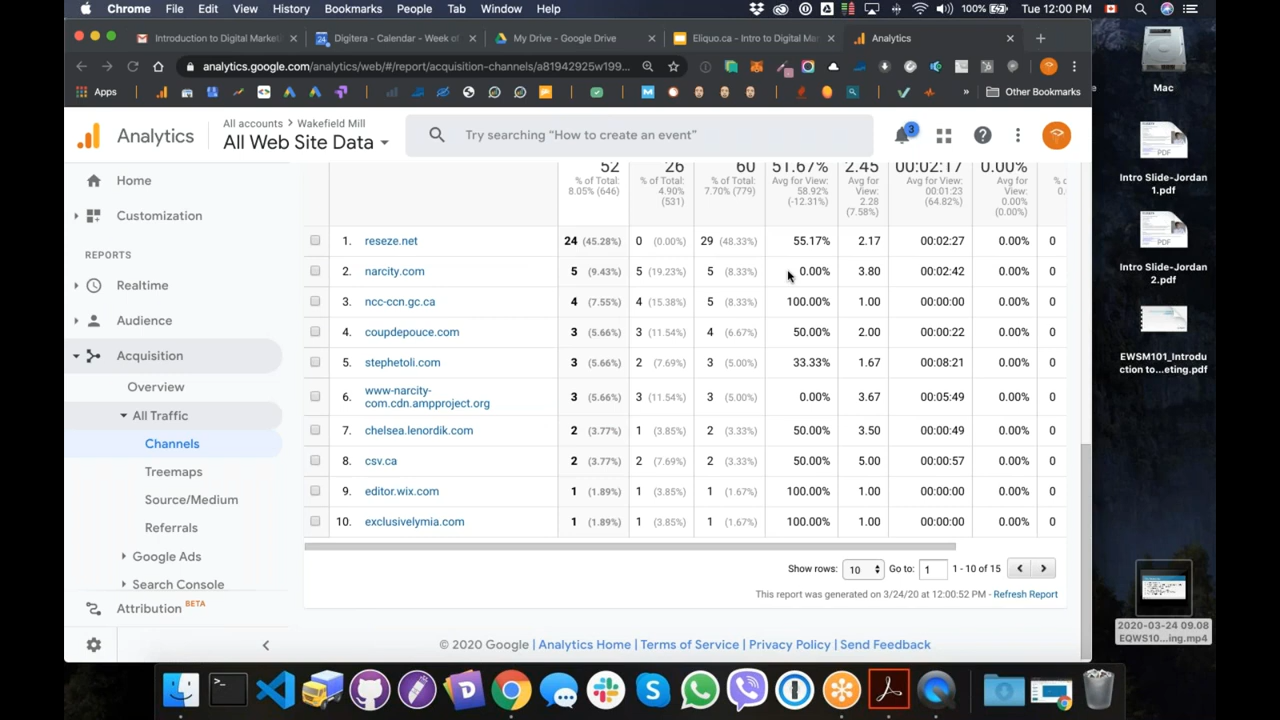 Chrome File Edit View History Bookmarks People Tab Window Help 100% Tue 12:00 PM
Introduction to Digital Marke × Digitera - Calendar - Week of × My Drive - Google Drive × Eliquo.ca - Intro to Digital Mar × Analytics ×
analytics.google.com/analytics/web/#/report/acquisition-channels/a81942925w199...
Apps » Other Bookmarks
Analytics
All accounts > Wakefield Mill
All Web Site Data
Try searching "How to create an event"
3
Home
Customization
REPORTS
Realtime
Audience
Acquisition
Overview
All Traffic
Channels
Treemaps
Source/Medium
Referrals
Google Ads
Search Console
Attribution BETA
52 26 60 51.67% 2.45 00:02:17 0.00%
% of Total: 8.05% (646)
% of Total: 4.90% (531)
% of Total: 7.70% (779)
Avg for View: 58.92% (-12.31%)
Avg for View: 2.28 (7.58%)
Avg for View: 00:01:23 (64.82%)
Avg for View: 0.00% (0.00%)
1. reseze.net 24 (45.28%) 0 (0.00%) 29 (48.33%) 55.17% 2.17 00:02:27 0.00% 0
2. narcity.com 5 (9.43%) 5 (19.23%) 5 (8.33%) 0.00% 3.80 00:02:42 0.00% 0
3. ncc-ccn.gc.ca 4 (7.55%) 4 (15.38%) 5 (8.33%) 100.00% 1.00 00:00:00 0.00% 0
4. coupdepouce.com 3 (5.66%) 3 (11.54%) 4 (6.67%) 50.00% 2.00 00:00:22 0.00% 0
5. stephetoli.com 3 (5.66%) 2 (7.69%) 3 (5.00%) 33.33% 1.67 00:08:21 0.00% 0
6. www-narcity-
com.cdn.ampproject.org 3 (5.66%) 3 (11.54%) 3 (5.00%) 0.00% 3.67 00:05:49 0.00% 0
7. chelsea.lenordik.com 2 (3.77%) 1 (3.85%) 2 (3.33%) 50.00% 3.50 00:00:49 0.00% 0
8. csv.ca 2 (3.77%) 2 (7.69%) 2 (3.33%) 50.00% 5.00 00:00:57 0.00% 0
9. editor.wix.com 1 (1.89%) 1 (3.85%) 1 (1.67%) 100.00% 1.00 00:00:00 0.00% 0
10. exclusivelymia.com 1 (1.89%) 1 (3.85%) 1 (1.67%) 100.00% 1.00 00:00:00 0.00% 0
Show rows: 10 Go to: 1 1 - 10 of 15
This report was generated on 3/24/20 at 12:00:52 PM - Refresh Report
Google | Analytics Home | Terms of Service | Privacy Policy | Send Feedback
Mac
PDF
Intro Slide-Jordan
1.pdf
PDF
Intro Slide-Jordan
2.pdf
EWSM101_Introdu
ction to...eting.pdf
2020-03-24 09.08
EQWS10...ing.mp4